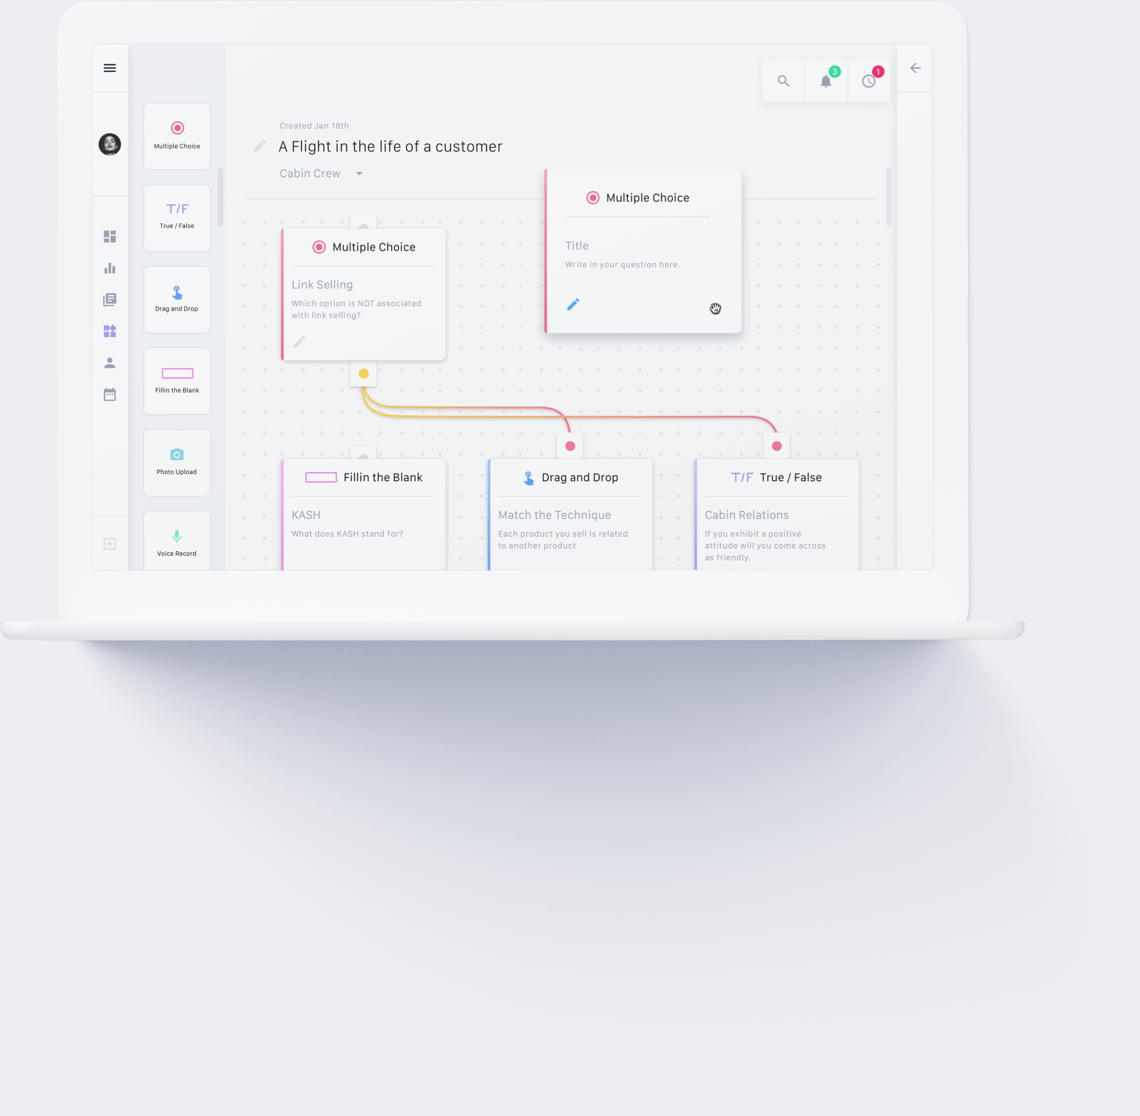 3
1
Created Jan 18th
A Flight in the life of a customer
Cabin Crew
Multiple Choice
T/F
True / False
Drag and Drop
Fillin the Blank
Photo Upload
Voice Record
Multiple Choice
Link Selling
Which option is NOT associated
with link selling?
Multiple Choice
Title
Write in your question here.
Fillin the Blank
KASH
What does KASH stand for?
Drag and Drop
Match the Technique
Each product you sell is related
to another product
T/F True / False
Cabin Relations
If you exhibit a positive
attitude will you come across
as friendly.